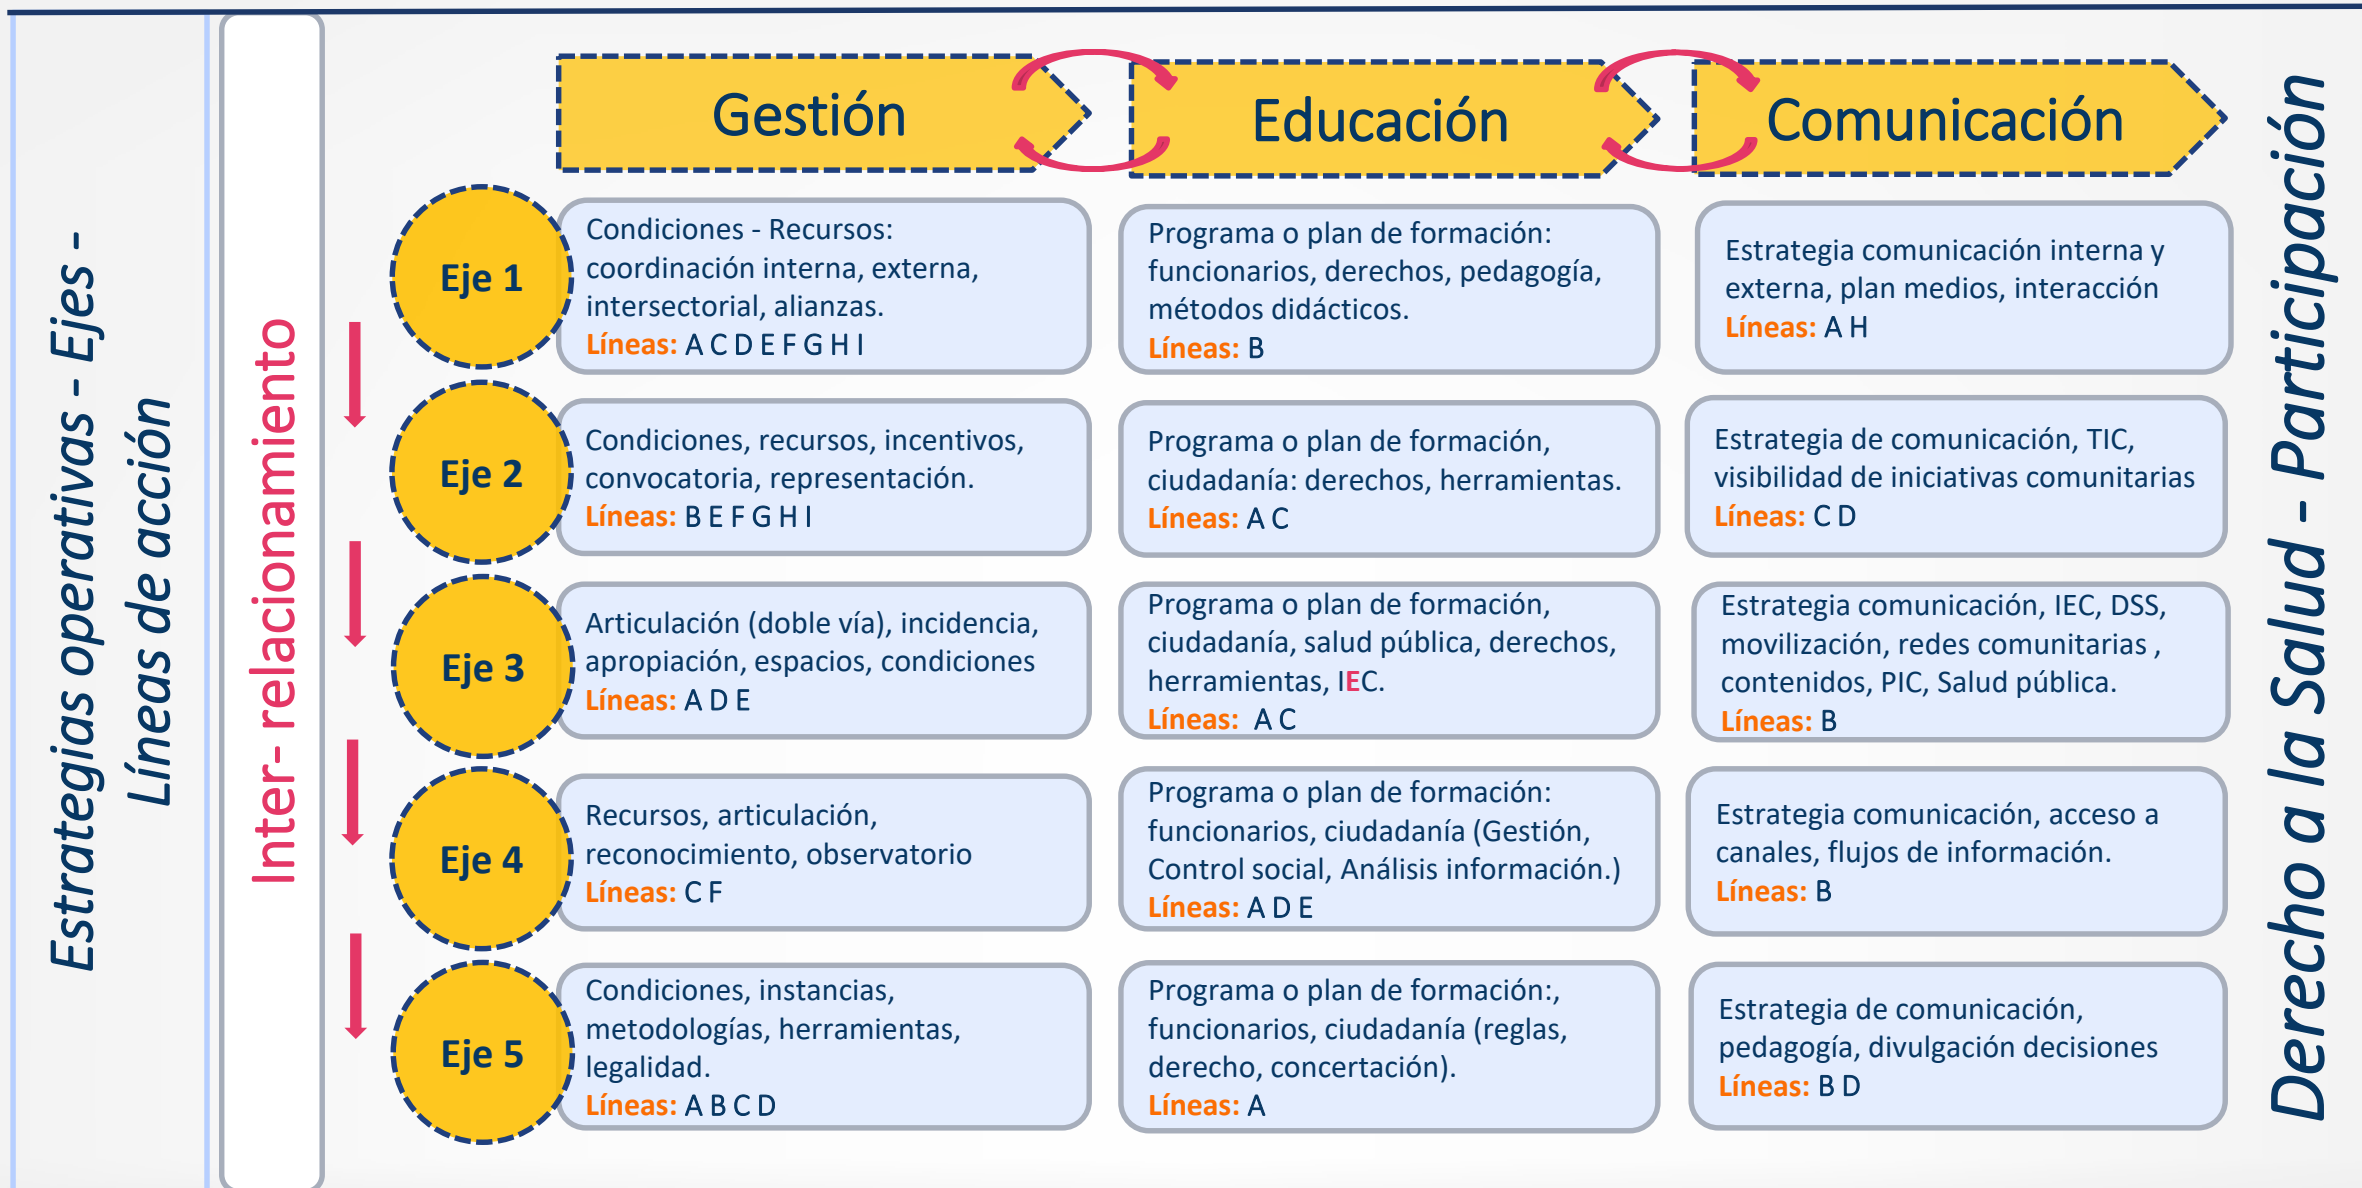 Estrategias operativas - Ejes -
Líneas de acción
Inter- relacionamiento
Gestión
Educación
Comunicación
Eje 1
Condiciones - Recursos:
coordinación interna, externa,
intersectorial, alianzas.
Líneas: A C D E F G H I
Programa o plan de formación:
funcionarios, derechos, pedagogía,
métodos didácticos.
Líneas: B
Estrategia comunicación interna y
externa, plan medios, interacción
Líneas: A H
Eje 2
Condiciones, recursos, incentivos,
convocatoria, representación.
Líneas: B E F G H I
Programa o plan de formación,
ciudadanía: derechos, herramientas.
Líneas: A C
Estrategia de comunicación, TIC,
visibilidad de iniciativas comunitarias
Líneas: C D
Eje 3
Articulación (doble vía), incidencia,
apropiación, espacios, condiciones
Líneas: A D E
Programa o plan de formación,
ciudadanía, salud pública, derechos,
herramientas, IEC.
Líneas: A C
Estrategia comunicación, IEC, DSS,
movilización, redes comunitarias ,
contenidos, PIC, Salud pública.
Líneas: B
Eje 4
Recursos, articulación,
reconocimiento, observatorio
Líneas: C F
Programa o plan de formación:
funcionarios, ciudadanía (Gestión,
Control social, Análisis información.)
Líneas: A D E
Estrategia comunicación, acceso a
canales, flujos de información.
Líneas: B
Eje 5
Condiciones, instancias,
metodologías, herramientas,
legalidad.
Líneas: A B C D
Programa o plan de formación:,
funcionarios, ciudadanía (reglas,
derecho, concertación).
Líneas: A
Estrategia de comunicación,
pedagogía, divulgación decisiones
Líneas: B D
Derecho a la Salud - Participación